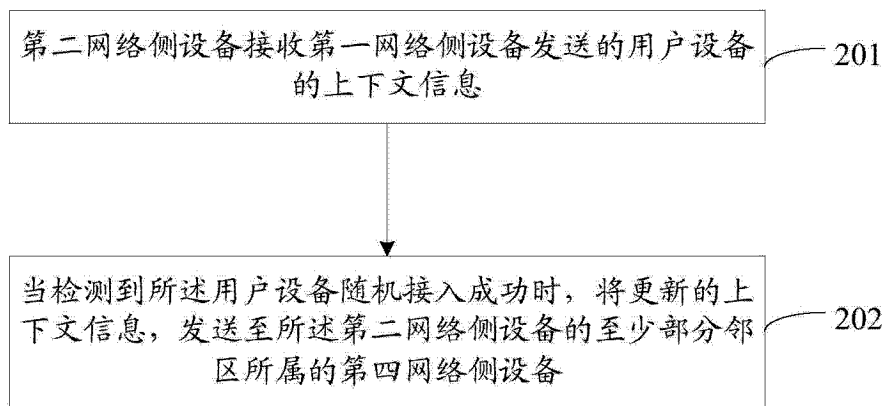 第二网络侧设备接收第一网络侧设备发送的用户设备
的上下文信息
201
当检测到所述用户设备随机接入成功时，将更新的上
下文信息，发送至所述第二网络侧设备的至少部分邻
区所属的第四网络侧设备
202